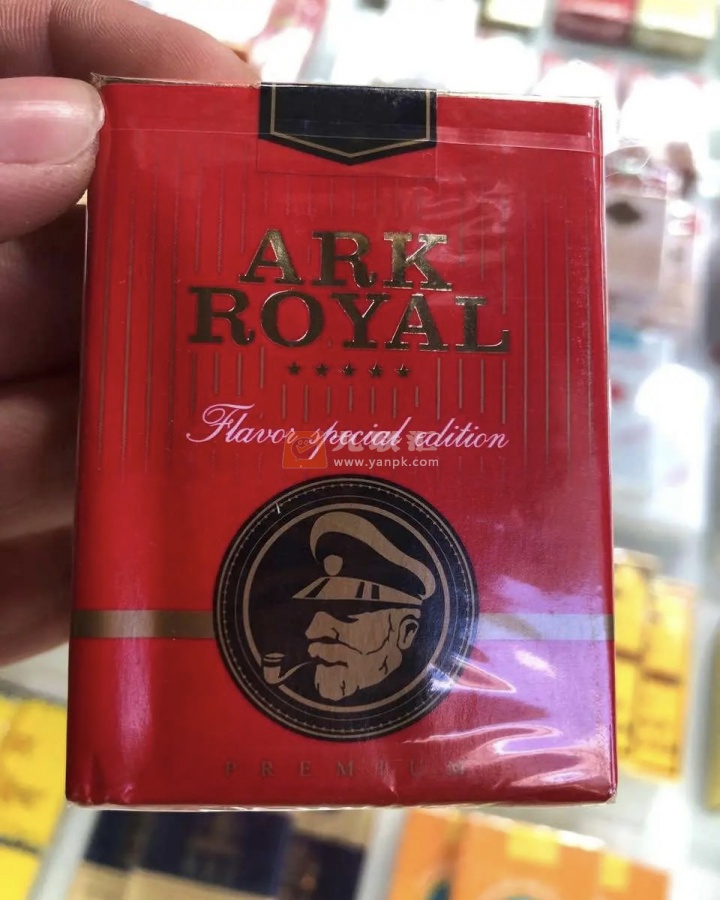 ARK
ROYAL
Flavor special edition
www.yanpk.com
PREMIUM